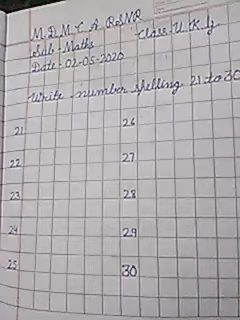 M. D. M. C. A. RSNR
Class - U.K.G
Sub - Maths
Date - 02-05-2020
Write number spelling 21 to 30
21 26
22 27
23 28
24 29
25 30